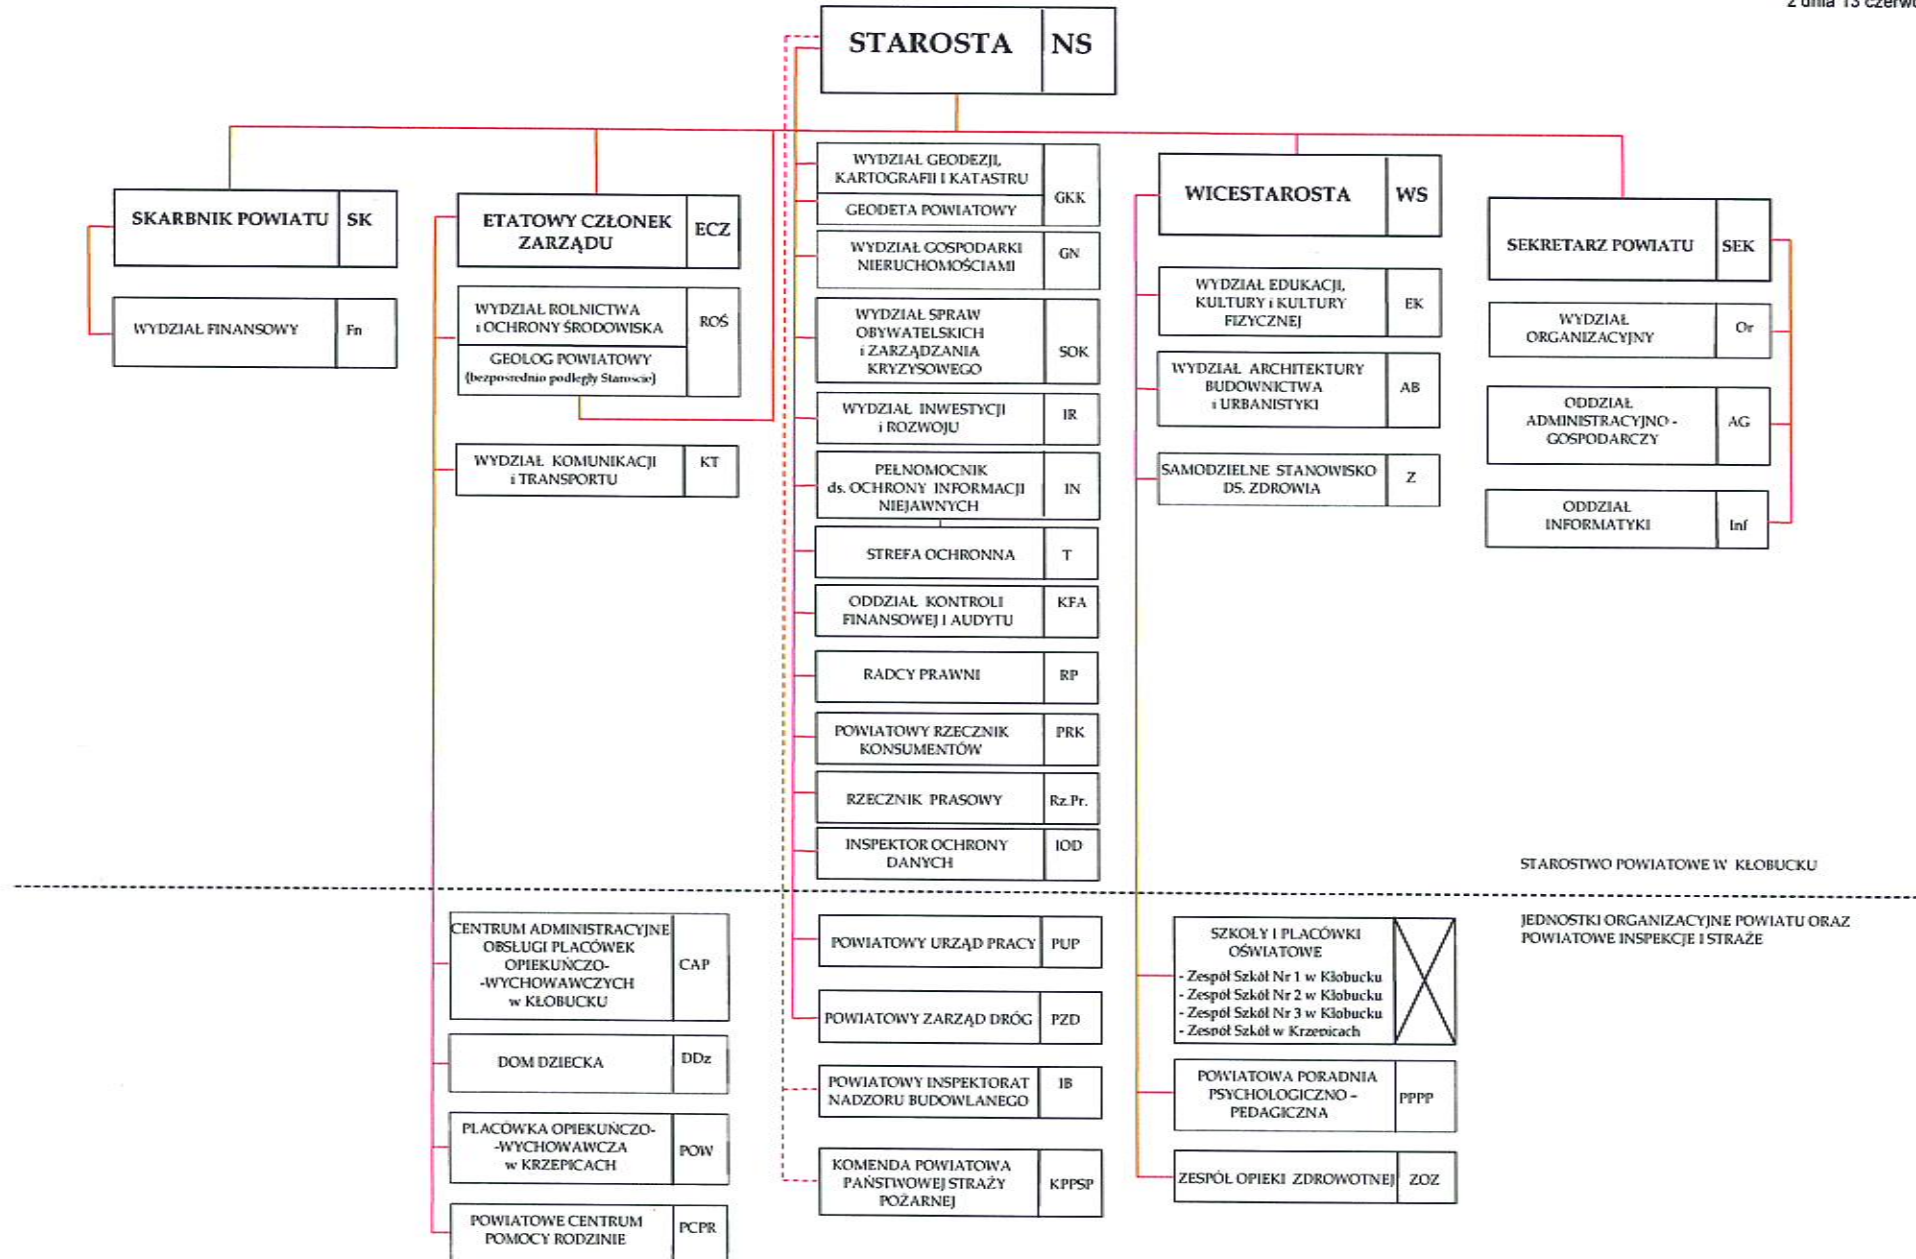 z dnia 13 czerwc
STAROSTA NS
SKARBNIK POWIATU SK
WYDZIAŁ FINANSOWY Fn
ETATOWY CZŁONEK
ZARZĄDU
ECZ
WYDZIAŁ ROLNICTWA
i OCHRONY ŚRODOWISKA
ROŚ
GEOLOG POWIATOWY
(bezpośrednio podległy Staroscie)
WYDZIAŁ KOMUNIKACJI
i TRANSPORTU
KT
WYDZIAŁ GEODEZJI,
KARTOGRAFII I KATASTRU
GKK
GEODETA POWIATOWY
WYDZIAŁ GOSPODARKI
NIERUCHOMOŚCIAMI
GN
WYDZIAŁ SPRAW
OBYWATELSKICH
i ZARZĄDZANIA
KRYZYSOWEGO
SOK
WYDZIAŁ INWESTYCJI
i ROZWOJU
IR
PEŁNOMOCNIK
ds. OCHRONY INFORMACJI
NIEJAWNYCH
IN
STREFA OCHRONNA T
ODDZIAŁ KONTROLI
FINANSOWEJ I AUDYTU
KFA
RADCY PRAWNI RP
POWIATOWY RZECZNIK
KONSUMENTÓW
PRK
RZECZNIK PRASOWY Rz.Pr.
INSPEKTOR OCHRONY
DANYCH
IOD
WICESTAROSTA WS
WYDZIAŁ EDUKACJI,
KULTURY i KULTURY
FIZYCZNEJ
EK
WYDZIAŁ ARCHITEKTURY
BUDOWNICTWA
i URBANISTYKI
AB
SAMODZIELNE STANOWISKO
DS. ZDROWIA
Z
SEKRETARZ POWIATU SEK
WYDZIAŁ
ORGANIZACYJNY
Or
ODDZIAŁ
ADMINISTRACYJNO -
GOSPODARCZY
AG
ODDZIAŁ
INFORMATYKI
Inf
STAROSTWO POWIATOWE W KŁOBUCKU
JEDNOSTKI ORGANIZACYJNE POWIATU ORAZ
POWIATOWE INSPEKCJE I STRAŻE
CENTRUM ADMINISTRACYJNE
OBSŁUGI PLACÓWEK
OPIEKUŃCZO-
-WYCHOWAWCZYCH
w KŁOBUCKU
CAP
DOM DZIECKA DDz
PLACÓWKA OPIEKUŃCZO-
-WYCHOWAWCZA
w KRZEPICACH
POW
POWIATOWE CENTRUM
POMOCY RODZINIE
PCPR
POWIATOWY URZĄD PRACY PUP
POWIATOWY ZARZĄD DRÓG PZD
POWIATOWY INSPEKTORAT
NADZORU BUDOWLANEGO
IB
KOMENDA POWIATOWA
PAŃSTWOWEJ STRAŻY
POŻARNEJ
KPPSP
SZKOŁY I PLACÓWKI
OŚWIATOWE
- Zespół Szkół Nr 1 w Kłobucku
- Zespół Szkół Nr 2 w Kłobucku
- Zespół Szkół Nr 3 w Kłobucku
- Zespół Szkół w Krzepicach
POWIATOWA PORADNIA
PSYCHOLOGICZNO -
PEDAGICZNA
PPPP
ZESPÓŁ OPIEKI ZDROWOTNEJ ZOZ